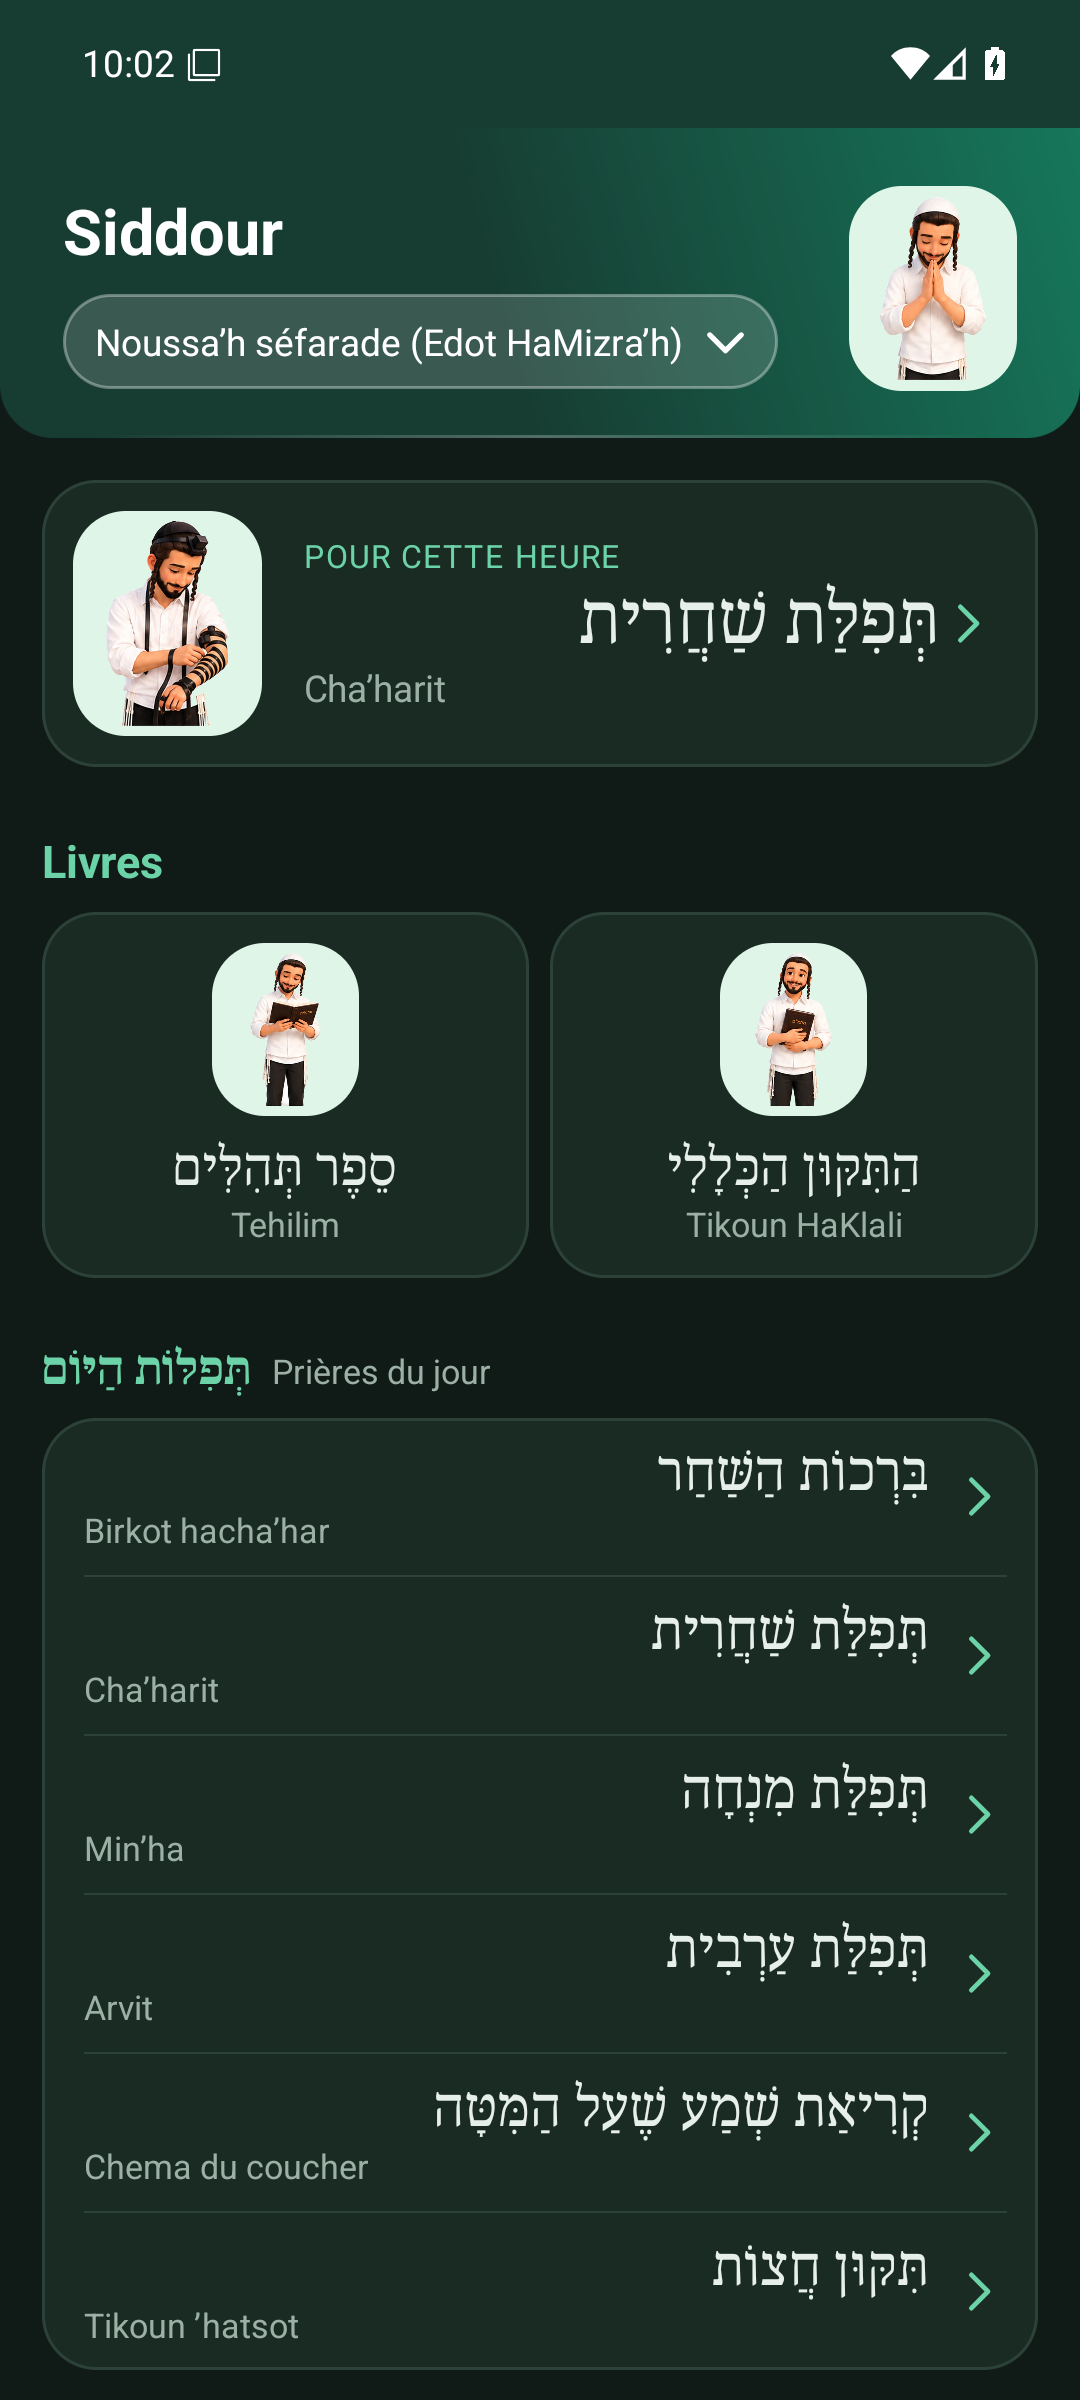 10:02
Siddour
Noussa’h séfarade (Edot HaMizra’h)
POUR CETTE HEURE
תְּפִלַּת שַׁחֲרִית
Cha’harit
Livres
סֵפֶר תְּהִלִּים
Tehilim
הַתִּקּוּן הַכְּלָלִי
Tikoun HaKlali
תְּפִלּוֹת הַיּוֹם Prières du jour
בִּרְכוֹת הַשַּׁחַר
Birkot hacha’har
תְּפִלַּת שַׁחֲרִית
Cha’harit
תְּפִלַּת מִנְחָה
Min’ha
תְּפִלַּת עַרְבִית
Arvit
קְרִיאַת שְׁמַע שֶׁעַל הַמִּטָּה
Chema du coucher
תִּקּוּן חֲצוֹת
Tikoun ’hatsot